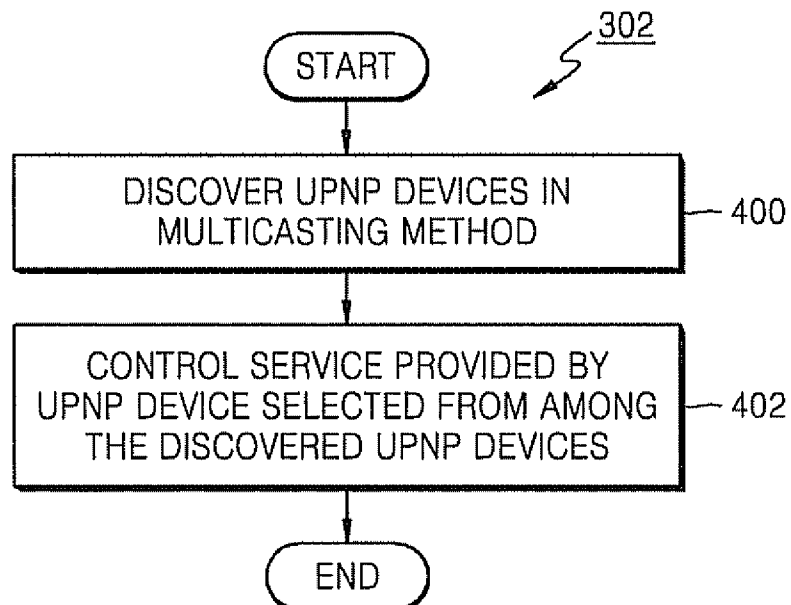 302
START
DISCOVER UPNP DEVICES IN
MULTICASTING METHOD
400
CONTROL SERVICE PROVIDED BY
UPNP DEVICE SELECTED FROM AMONG
THE DISCOVERED UPNP DEVICES
402
END